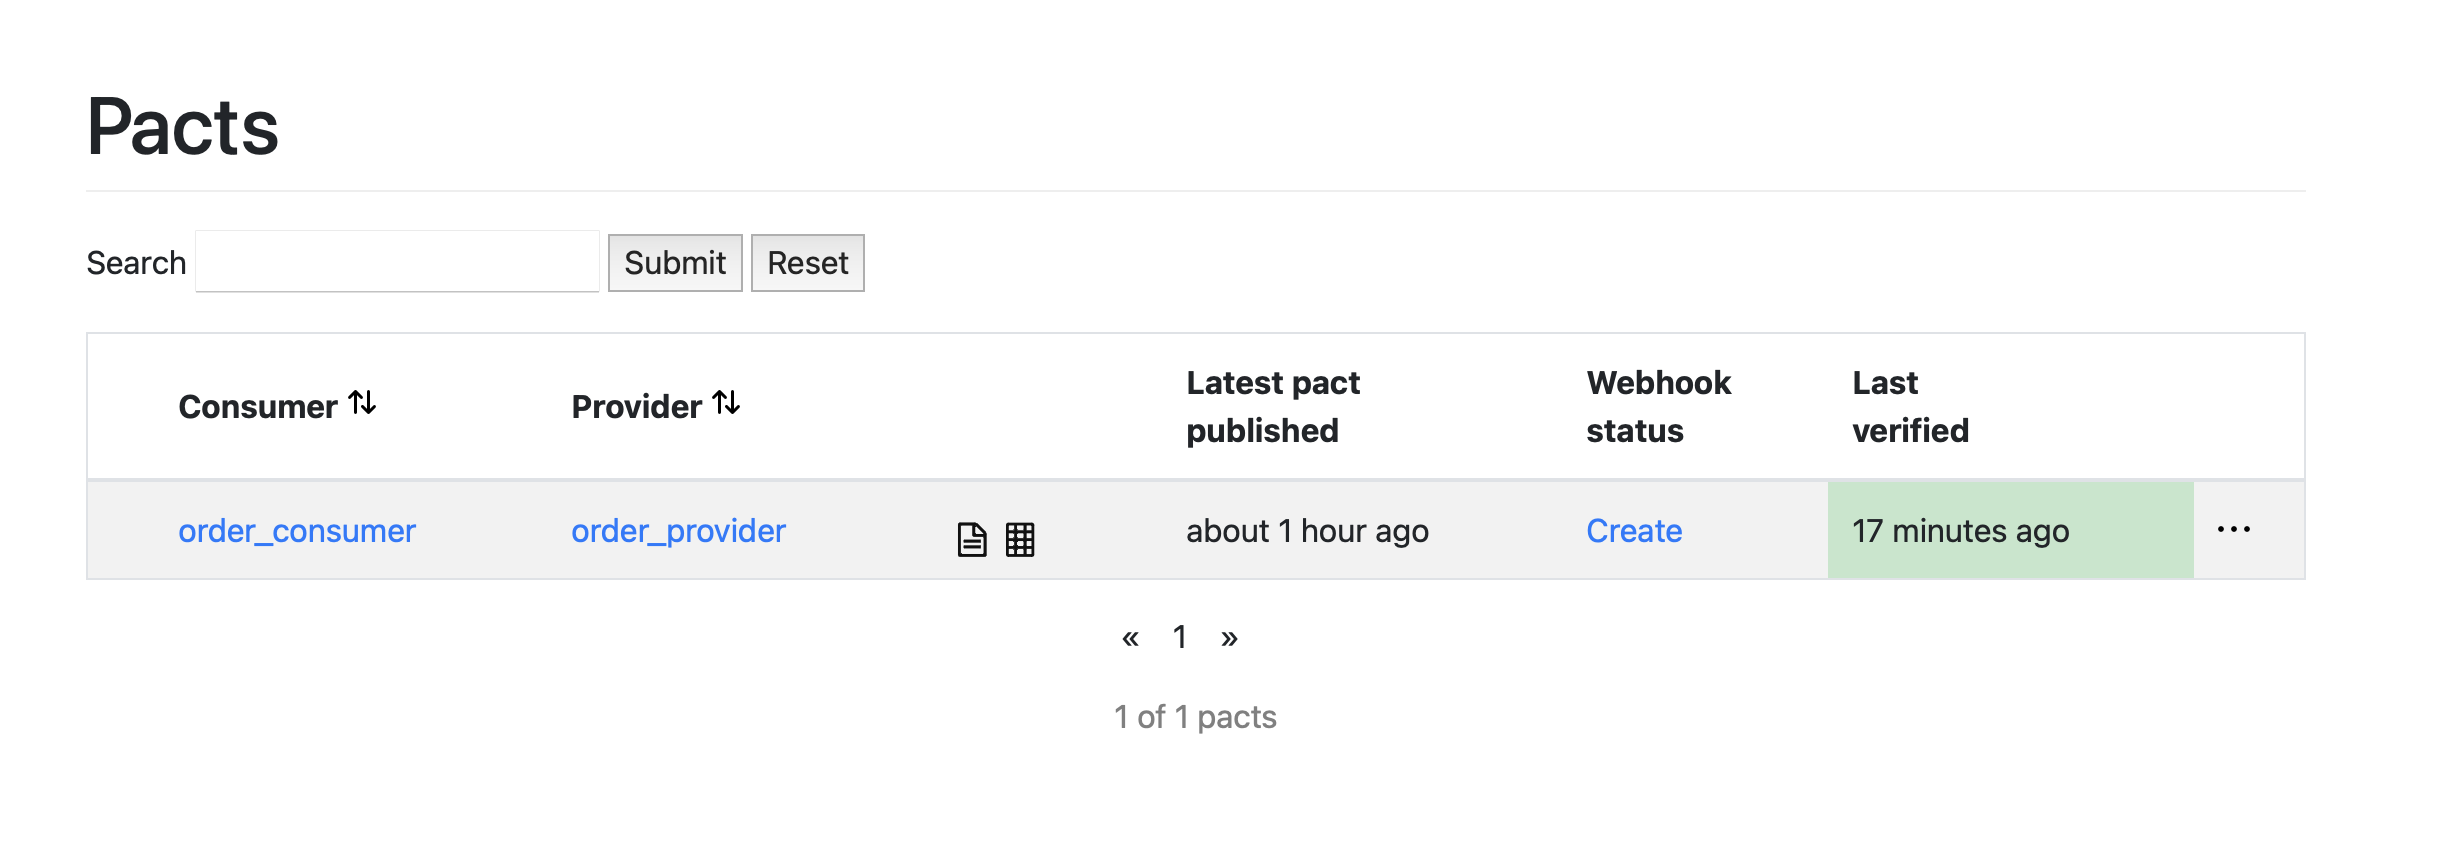 Pacts
Search Submit Reset
Consumer Provider Latest pact published Webhook status Last verified
order_consumer order_provider about 1 hour ago Create 17 minutes ago ...
« 1 »
1 of 1 pacts